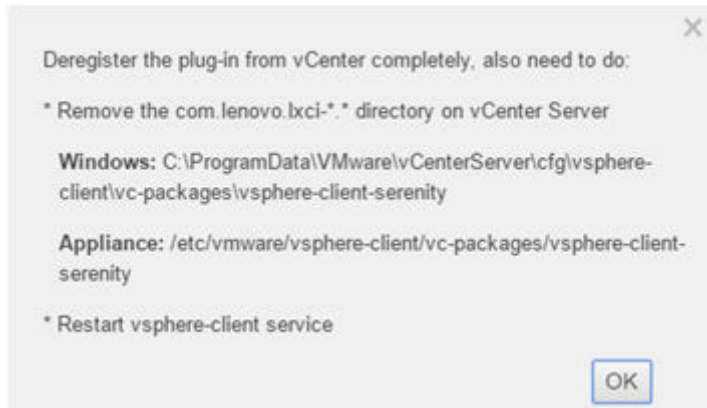 Deregister the plug-in from vCenter completely, also need to do:
* Remove the com.lenovo.lxci-*.* directory on vCenter Server
Windows: C:\ProgramData\VMware\vCenterServer\cfg\vsphere-
client\vc-packages\vsphere-client-serenity
Appliance: /etc/vmware/vsphere-client/vc-packages/vsphere-client-
serenity
* Restart vsphere-client service
OK